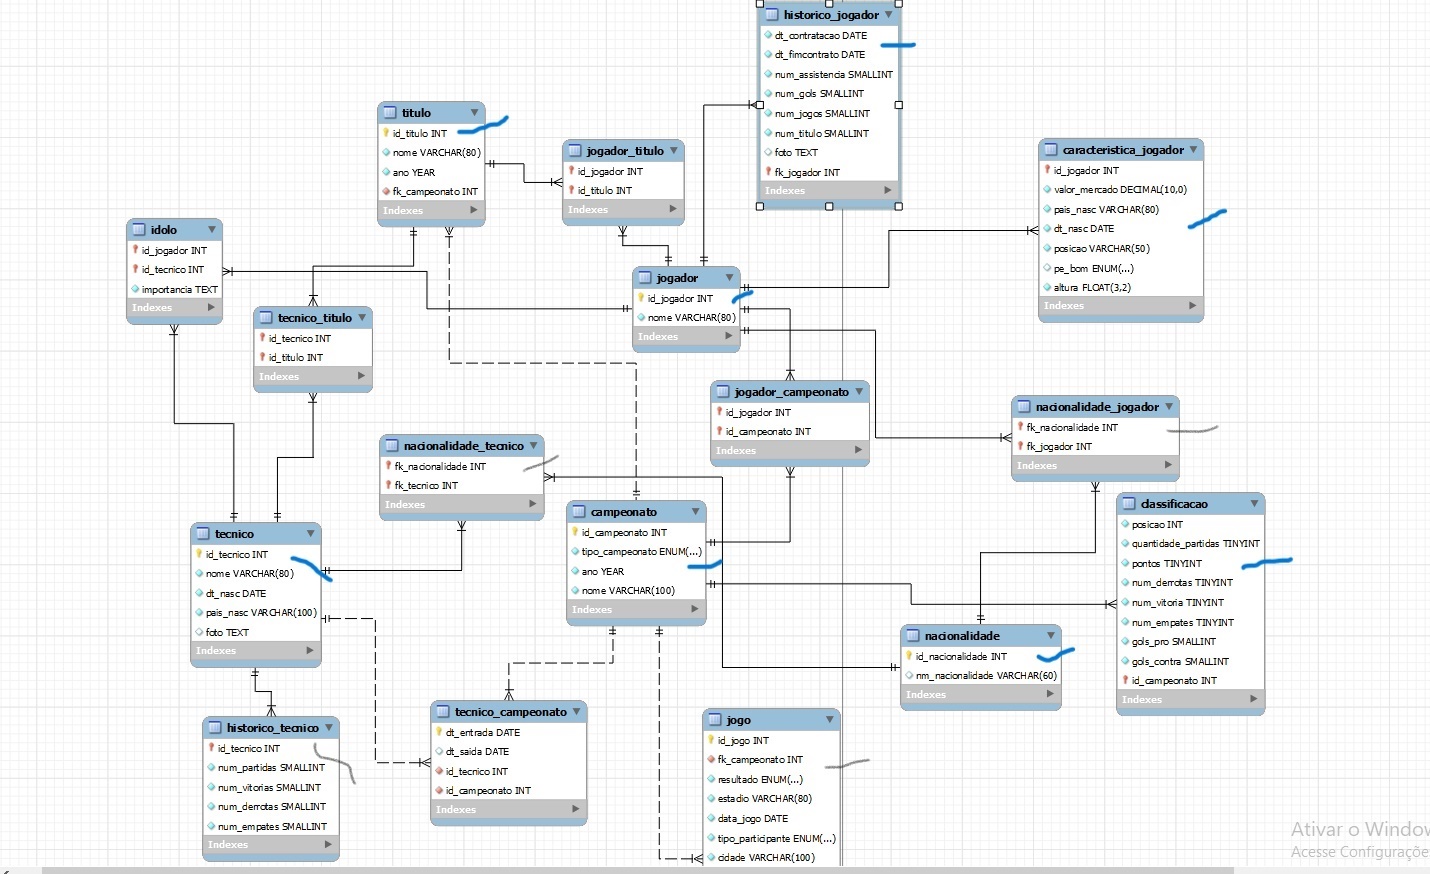 historico_jogador
dt_contratacao DATE
dt_fimcontrato DATE
num_assistencia SMALLINT
num_gols SMALLINT
num_jogos SMALLINT
num_titulo SMALLINT
foto TEXT
fk_jogador INT
Indexes
titulo
id_titulo INT
nome VARCHAR(80)
ano YEAR
fk_campeonato INT
Indexes
jogador_titulo
id_jogador INT
id_titulo INT
Indexes
caracteristica_jogador
id_jogador INT
valor_mercado DECIMAL(10,0)
pais_nasc VARCHAR(80)
dt_nasc DATE
posicao VARCHAR(50)
pe_bom ENUM(...)
altura FLOAT(3,2)
Indexes
idolo
id_jogador INT
id_tecnico INT
importancia TEXT
Indexes
jogador
id_jogador INT
nome VARCHAR(80)
Indexes
tecnico_titulo
id_tecnico INT
id_titulo INT
Indexes
jogador_campeonato
id_jogador INT
id_campeonato INT
Indexes
nacionalidade_jogador
fk_nacionalidade INT
fk_jogador INT
Indexes
nacionalidade_tecnico
fk_nacionalidade INT
fk_tecnico INT
Indexes
classificacao
posicao INT
quantidade_partidas TINYINT
pontos TINYINT
num_derrotas TINYINT
num_vitoria TINYINT
num_empates TINYINT
gols_pro SMALLINT
gols_contra SMALLINT
id_campeonato INT
Indexes
campeonato
id_campeonato INT
tipo_campeonato ENUM(...)
ano YEAR
nome VARCHAR(100)
Indexes
tecnico
id_tecnico INT
nome VARCHAR(80)
dt_nasc DATE
pais_nasc VARCHAR(100)
foto TEXT
Indexes
nacionalidade
id_nacionalidade INT
nm_nacionalidade VARCHAR(60)
Indexes
tecnico_campeonato
dt_entrada DATE
dt_saida DATE
id_tecnico INT
id_campeonato INT
Indexes
jogo
id_jogo INT
fk_campeonato INT
resultado ENUM(...)
estadio VARCHAR(80)
data_jogo DATE
tipo_participante ENUM(...)
cidade VARCHAR(100)
historico_tecnico
id_tecnico INT
num_partidas SMALLINT
num_vitorias SMALLINT
num_derrotas SMALLINT
num_empates SMALLINT
Indexes
Ativar o Window
Acesse Configurações